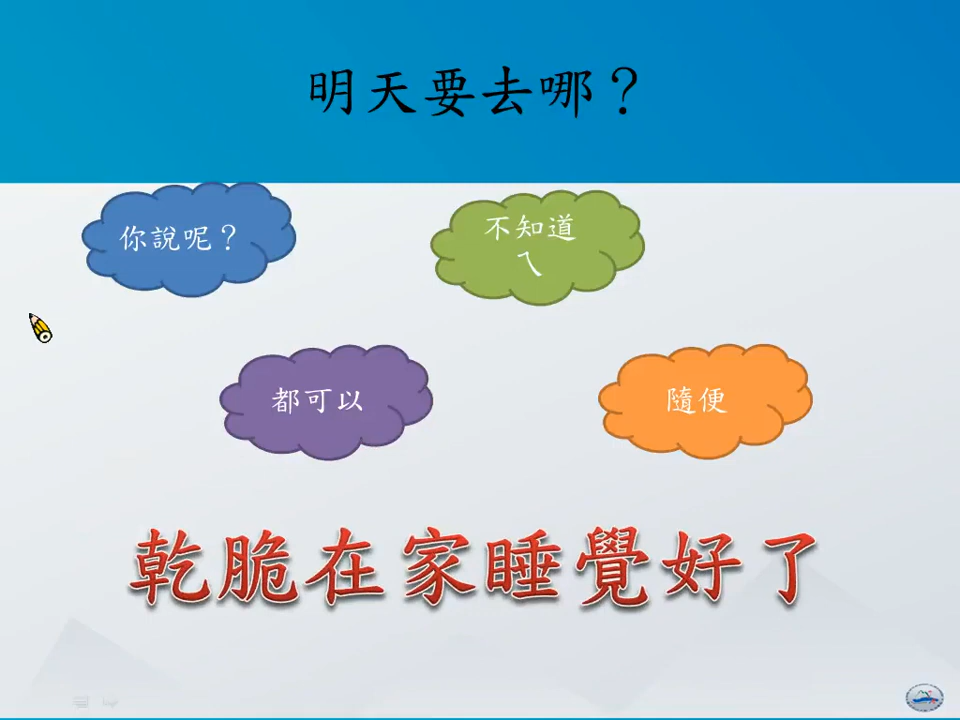 明天要去哪？
你說呢？
不知道
ㄟ
都可以
隨便
乾脆在家睡覺好了